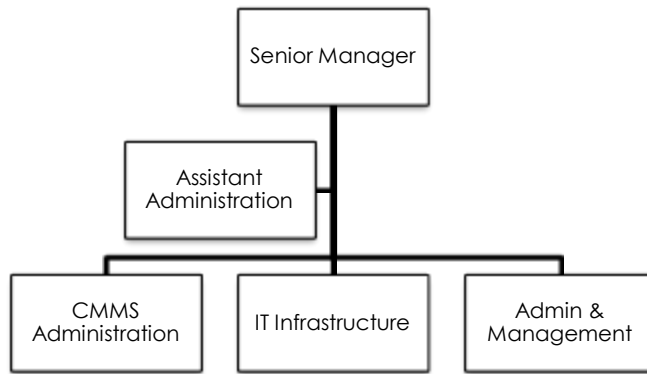 Senior Manager
Assistant
Administration
CMMS
Administration
IT Infrastructure
Admin &
Management